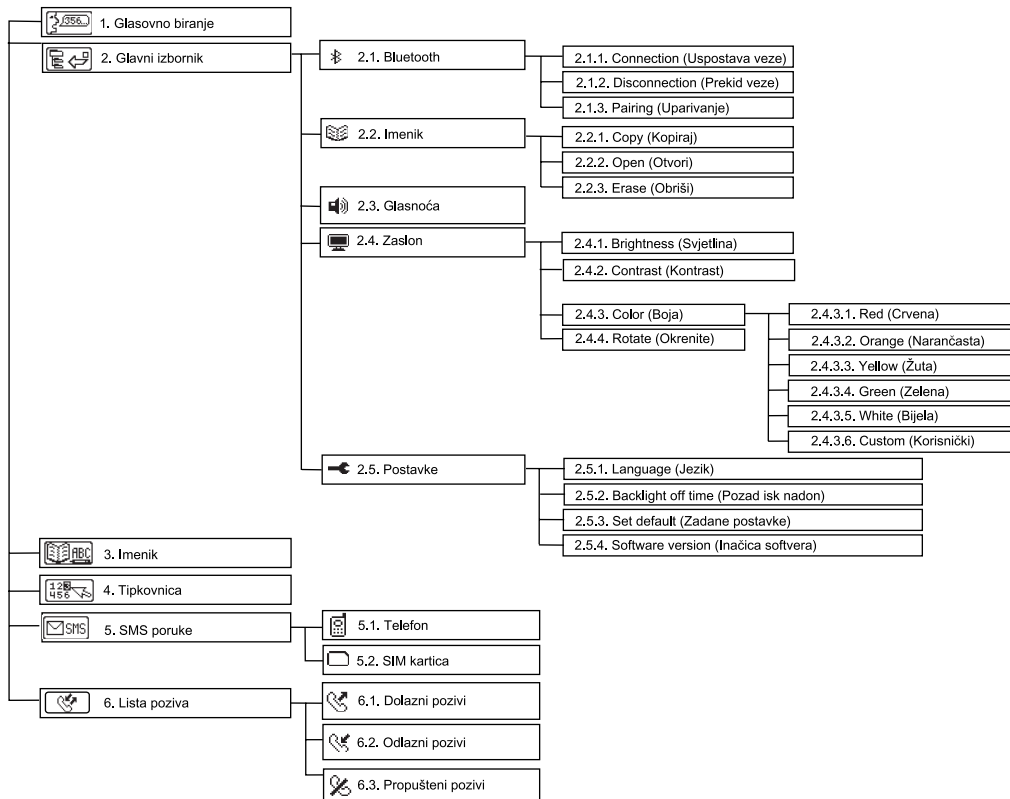 1. Glasovno biranje
2. Glavni izbornik
2.1. Bluetooth
2.1.1. Connection (Uspostava veze)
2.1.2. Disconnection (Prekid veze)
2.1.3. Pairing (Uparivanje)
2.2. Imenik
2.2.1. Copy (Kopiraj)
2.2.2. Open (Otvori)
2.2.3. Erase (Obriši)
2.3. Glasnoća
2.4. Zaslon
2.4.1. Brightness (Svjetlina)
2.4.2. Contrast (Kontrast)
2.4.3. Color (Boja)
2.4.3.1. Red (Crvena)
2.4.3.2. Orange (Narančasta)
2.4.3.3. Yellow (Žuta)
2.4.3.4. Green (Zelena)
2.4.3.5. White (Bijela)
2.4.3.6. Custom (Korisnički)
2.4.4. Rotate (Okrenite)
2.5. Postavke
2.5.1. Language (Jezik)
2.5.2. Backlight off time (Pozad isk nadon)
2.5.3. Set default (Zadane postavke)
2.5.4. Software version (Inačica softvera)
ABC
3. Imenik
123
456
4. Tipkovnica
SMS
5. SMS poruke
5.1. Telefon
5.2. SIM kartica
6. Lista poziva
6.1. Dolazni pozivi
6.2. Odlazni pozivi
6.3. Propušteni pozivi